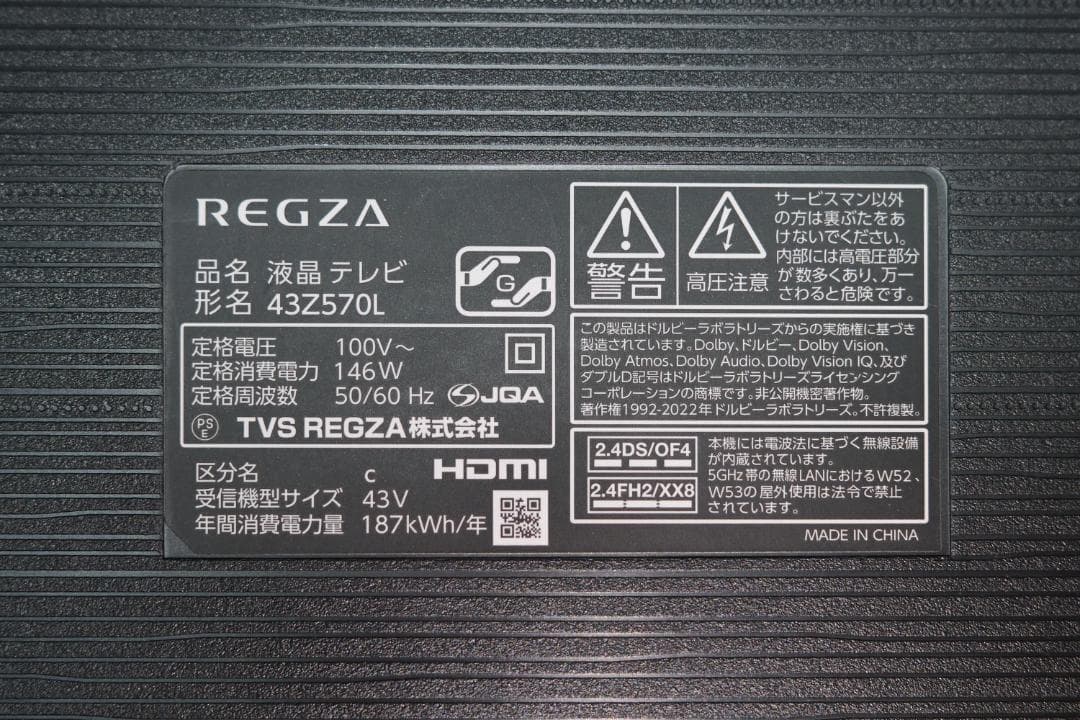 REGZA
品名 液晶 テレビ
形名 43Z570L
G
定格電圧 100V～
定格消費電力 146W
定格周波数 50/60 Hz JQA
PS
E
TVS REGZA株式会社
区分名 c HDMI
受信機型サイズ 43V
年間消費電力量 187kWh/年
警告
高圧注意
サービスマン以外
の方は裏ぶたをあ
けないでください。
内部には高電圧部分
が数多くあり、万一
さわると危険です。
この製品はドルビーラボラトリーズからの実施権に基づき
製造されています。Dolby、ドルビー、Dolby Vision、
Dolby Atmos、Dolby Audio、Dolby Vision IQ、及び
ダブルD記号はドルビーラボラトリーズライセンシング
コーポレーションの商標です。非公開機密著作物。
著作権1992-2022年ドルビーラボラトリーズ。不許複製。
2.4DS/OF4
2.4FH2/XX8
本機には電波法に基づく無線設備
が内蔵されています。
5GHz帯の無線LANにおけるW52、
W53の屋外使用は法令で禁止
されています。
MADE IN CHINA